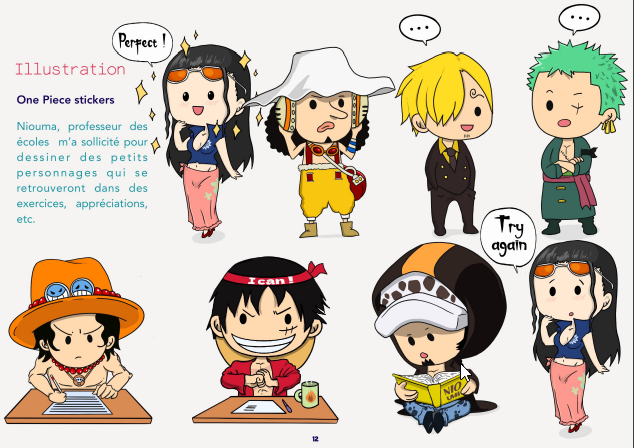 Perfect !
Illustration
One Piece stickers
Niouma, professeur des
écoles m'a sollicité pour
dessiner des petits
personnages qui se
retrouveront dans des
exercices, appréciations,
etc.
...
...
Try
again
I can !
NIO
12